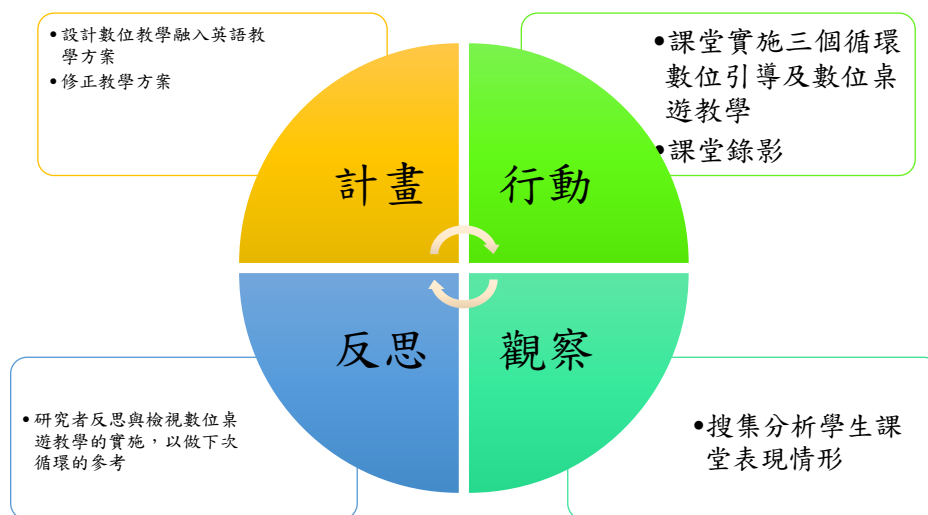 •設計數位教學融入英語教
學方案
•修正教學方案
•課堂實施三個循環
數位引導及數位桌
遊教學
•課堂錄影
計畫
行動
反思
觀察
•研究者反思與檢視數位桌
遊教學的實施，以做下次
循環的參考
•搜集分析學生課
堂表現情形